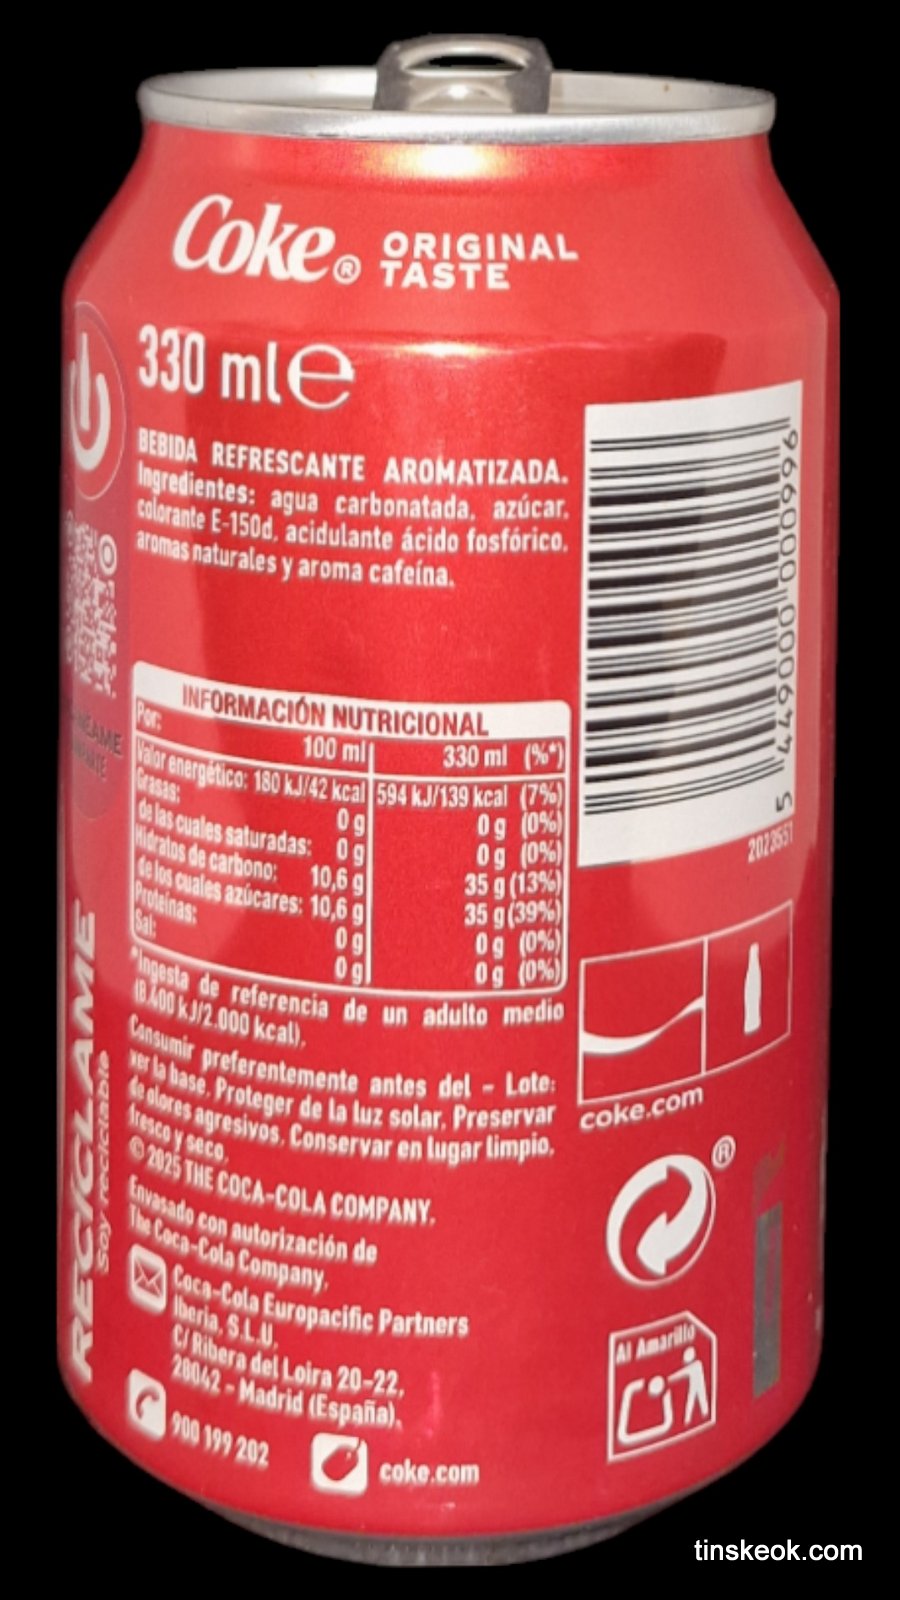 Coke® ORIGINAL
TASTE
330 ml e
BEBIDA REFRESCANTE AROMATIZADA.
Ingredientes: agua carbonatada, azúcar,
colorante E-150d, acidulante ácido fosfórico,
aromas naturales y aroma cafeína.
INFORMACIÓN NUTRICIONAL
Por: 100 ml 330 ml (%*)
Valor energético: 180 kJ/42 kcal 594 kJ/139 kcal (7%)
Grasas: 0 g 0 g (0%)
de las cuales saturadas: 0 g 0 g (0%)
Hidratos de carbono: 10,6 g 35 g (13%)
de los cuales azúcares: 10,6 g 35 g (39%)
Proteínas: 0 g 0 g (0%)
Sal: 0 g 0 g (0%)
*Ingesta de referencia de un adulto medio
(8.400 kJ/2.000 kcal).
Consumir preferentemente antes del - Lote:
ver la base. Proteger de la luz solar. Preservar
de olores agresivos. Conservar en lugar limpio,
fresco y seco.
© 2025 THE COCA-COLA COMPANY.
Envasado con autorización de
The Coca-Cola Company,
Coca-Cola Europacific Partners
Iberia, S.L.U.
C/ Ribera del Loira 20-22,
28042 - Madrid (España).
900 199 202
coke.com
RECICLAME
Soy reciclable
5 449000 000996
2023551
coke.com
®
Al Amarillo
tinskeok.com